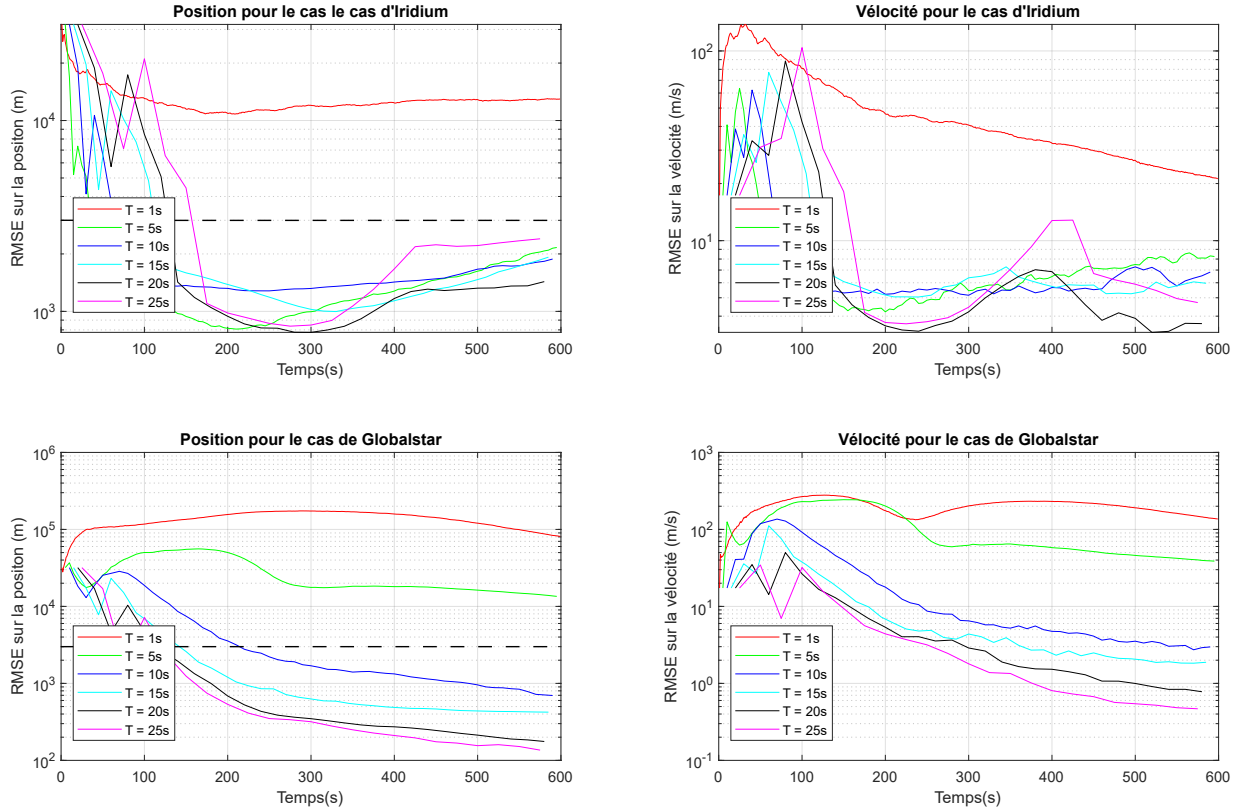 Position pour le cas le cas d'Iridium
RMSE sur la positon (m)
10^4
10^3
T = 1s
T = 5s
T = 10s
T = 15s
T = 20s
T = 25s
0 100 200 300 400 500 600
Temps(s)
Vélocité pour le cas d'Iridium
RMSE sur la vélocité (m/s)
10^2
10^1
T = 1s
T = 5s
T = 10s
T = 15s
T = 20s
T = 25s
0 100 200 300 400 500 600
Temps(s)
Position pour le cas de Globalstar
RMSE sur la positon (m)
10^6
10^5
10^4
10^3
10^2
T = 1s
T = 5s
T = 10s
T = 15s
T = 20s
T = 25s
0 100 200 300 400 500 600
Temps(s)
Vélocité pour le cas de Globalstar
RMSE sur la vélocité (m/s)
10^3
10^2
10^1
10^0
10^-1
T = 1s
T = 5s
T = 10s
T = 15s
T = 20s
T = 25s
0 100 200 300 400 500 600
Temps(s)